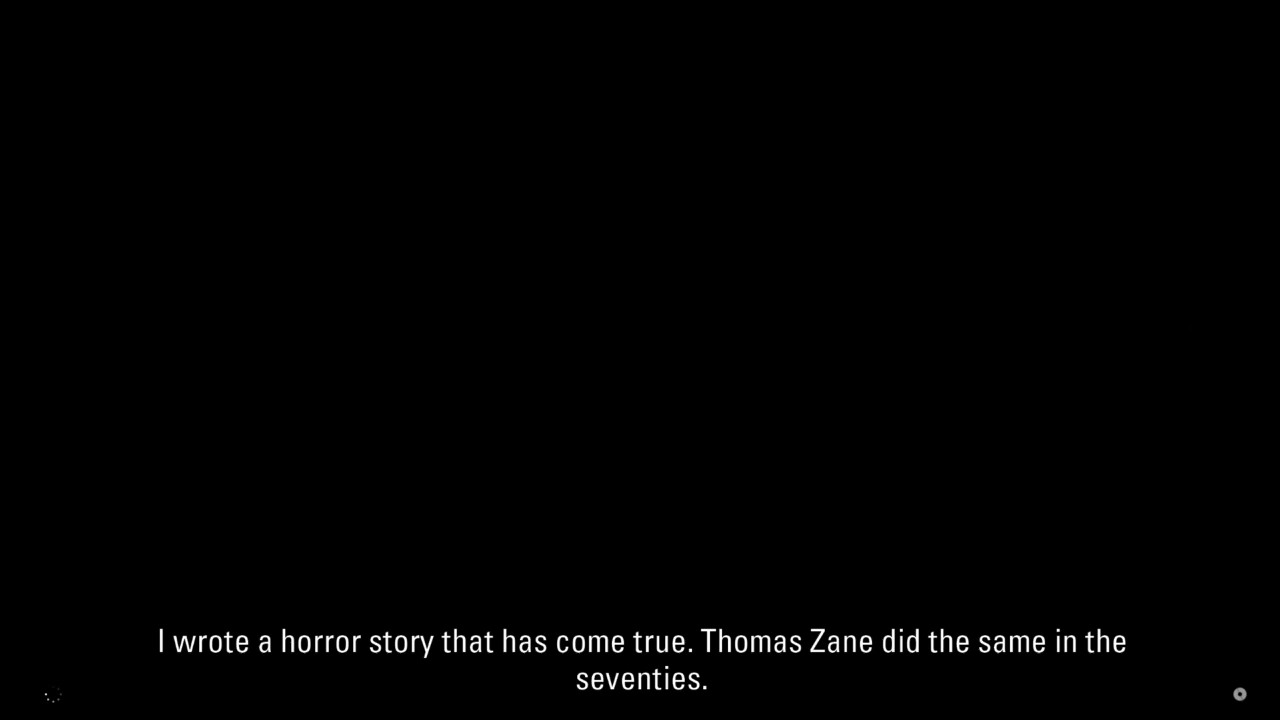 I wrote a horror story that has come true. Thomas Zane did the same in the
seventies.